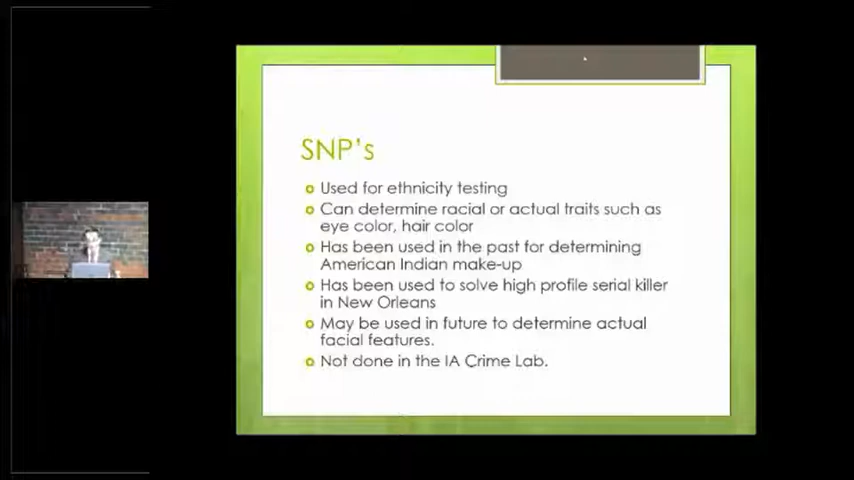 SNP's
Used for ethnicity testing
Can determine racial or actual traits such as
eye color, hair color
Has been used in the past for determining
American Indian make-up
Has been used to solve high profile serial killer
in New Orleans
May be used in future to determine actual
facial features.
Not done in the IA Crime Lab.